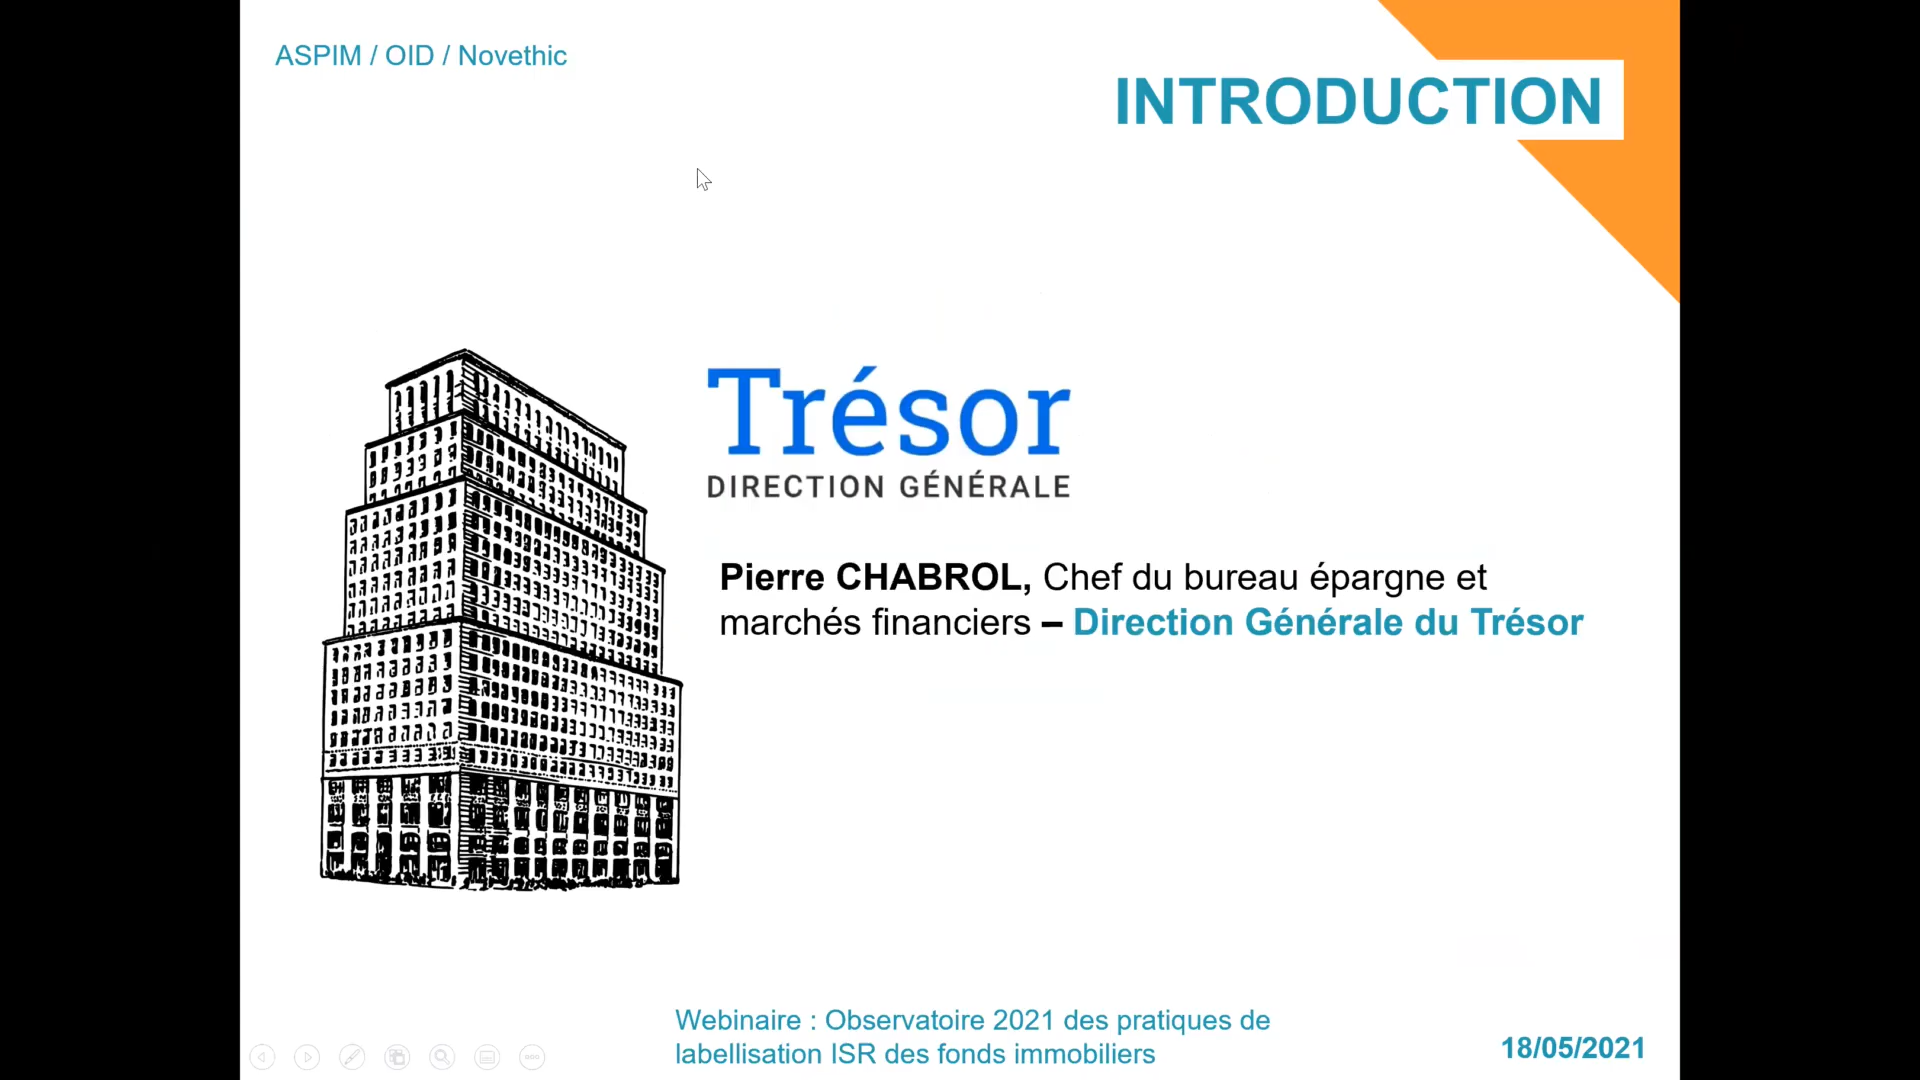 ASPIM / OID / Novethic
INTRODUCTION
Trésor
DIRECTION GÉNÉRALE
Pierre CHABROL, Chef du bureau épargne et
marchés financiers – Direction Générale du Trésor
Webinaire : Observatoire 2021 des pratiques de
labellisation ISR des fonds immobiliers
18/05/2021